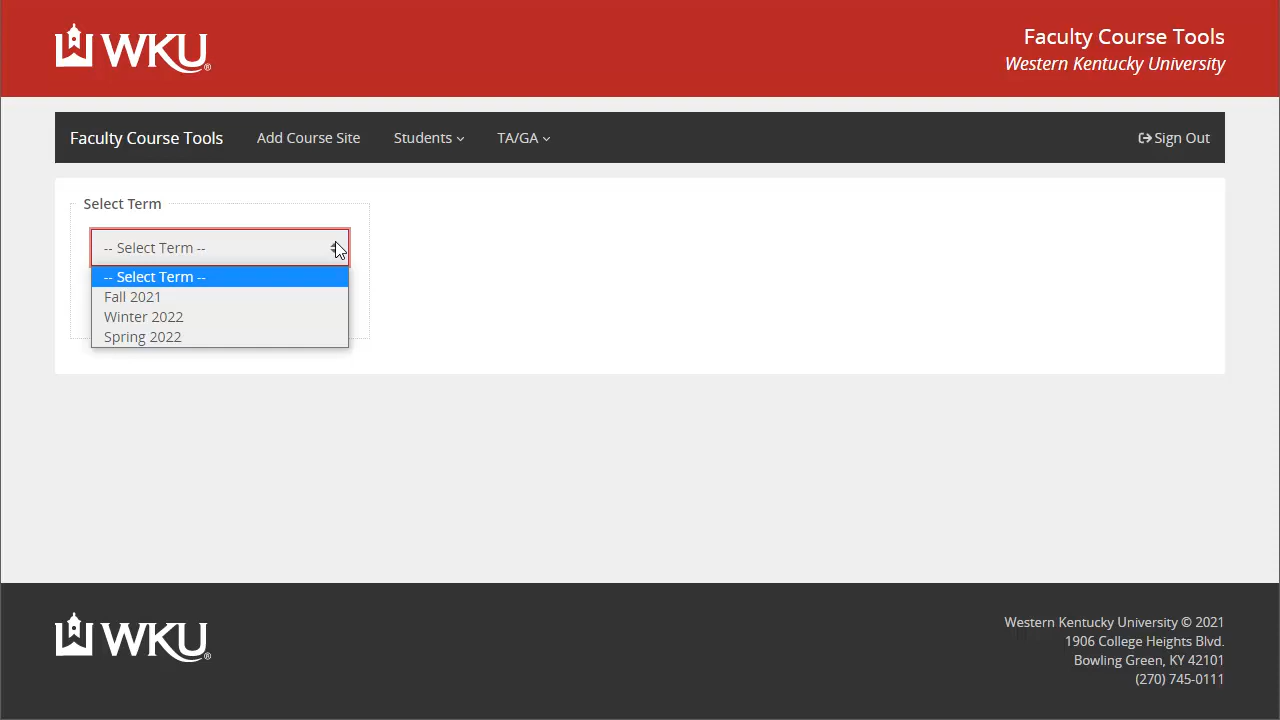 WKU®
Faculty Course Tools
Western Kentucky University
Faculty Course Tools Add Course Site Students TA/GA Sign Out
Select Term
-- Select Term --
-- Select Term --
Fall 2021
Winter 2022
Spring 2022
WKU®
Western Kentucky University © 2021
1906 College Heights Blvd.
Bowling Green, KY 42101
(270) 745-0111